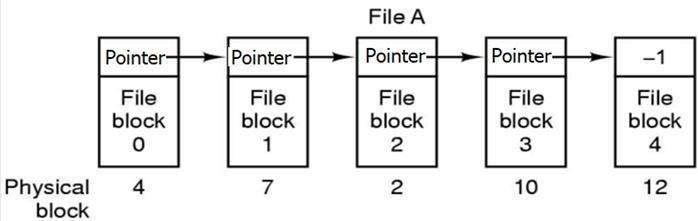 File A
Pointer Pointer Pointer Pointer –1
File File File File File
block block block block block
0 1 2 3 4
Physical 4 7 2 10 12
block